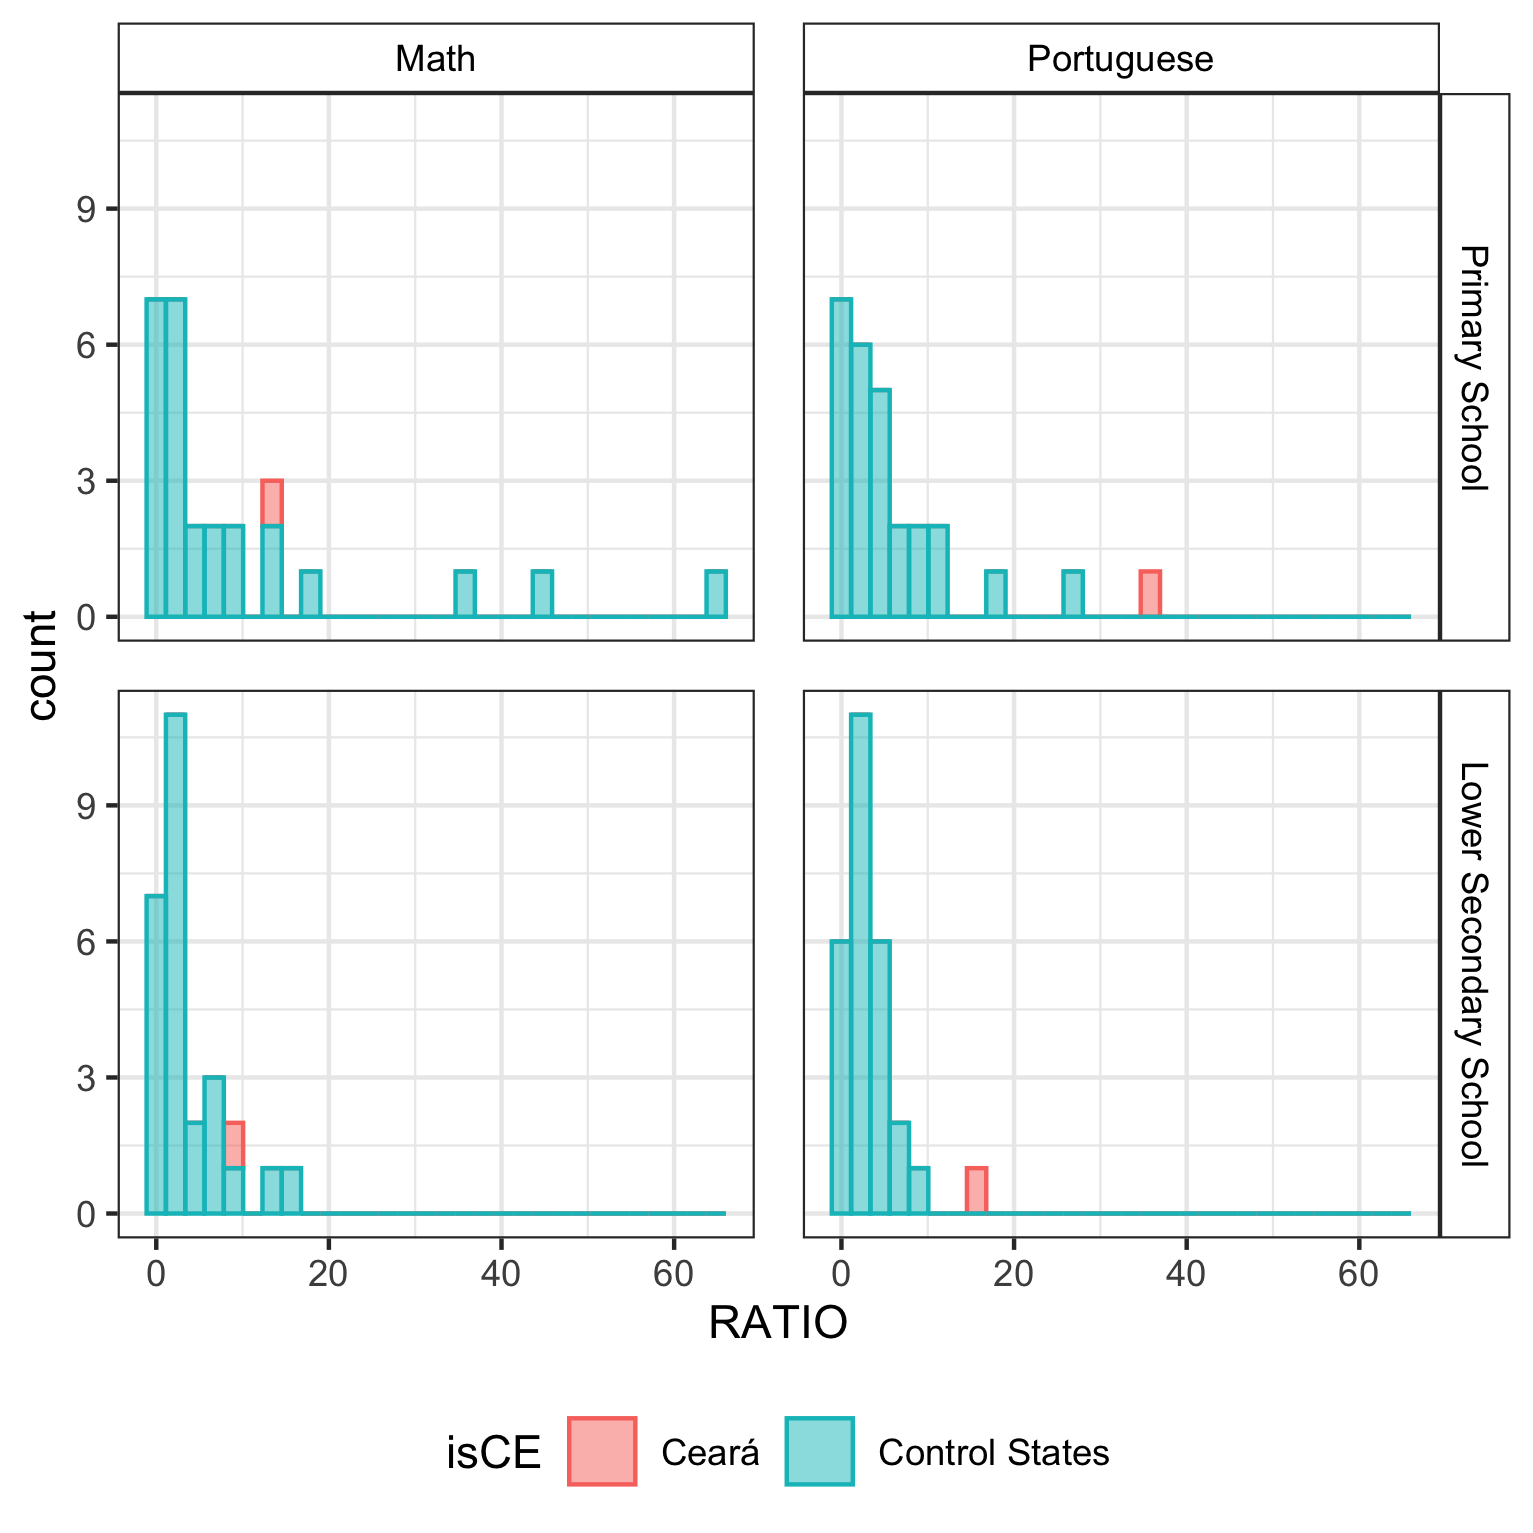 Math
Portuguese
Primary School
9
6
3
0
count
Lower Secondary School
9
6
3
0
0 20 40 60
0 20 40 60
RATIO
isCE Ceará Control States